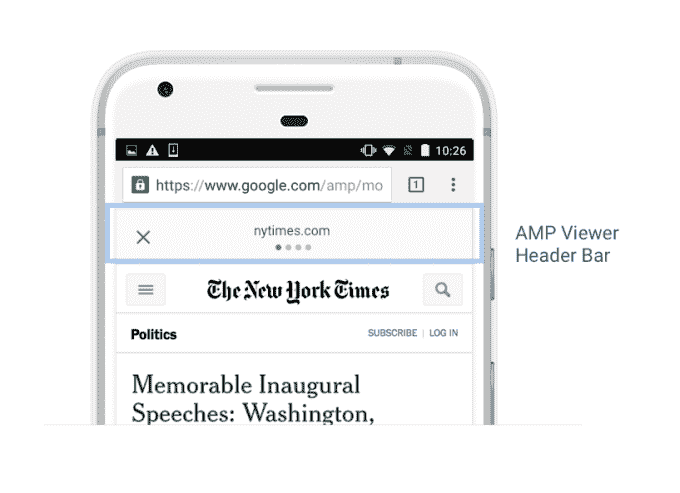 10:26
https://www.google.com/amp/mo
1
nytimes.com
AMP Viewer
Header Bar
The New York Times
Politics
SUBSCRIBE | LOG IN
Memorable Inaugural
Speeches: Washington,